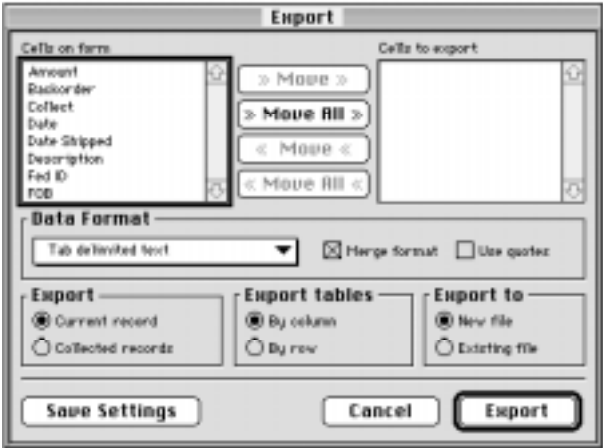 Export
Cells on form
Cells to export
Amount
Backorder
Collect
Date
Date Shipped
Description
Fed ID
FOB
» Move »
» Move All »
« Move «
« Move All «
Data Format
Tab delimited text
Merge format
Use quotes
Export
Current record
Collected records
Export tables
By column
By row
Export to
New file
Existing file
Save Settings
Cancel
Export